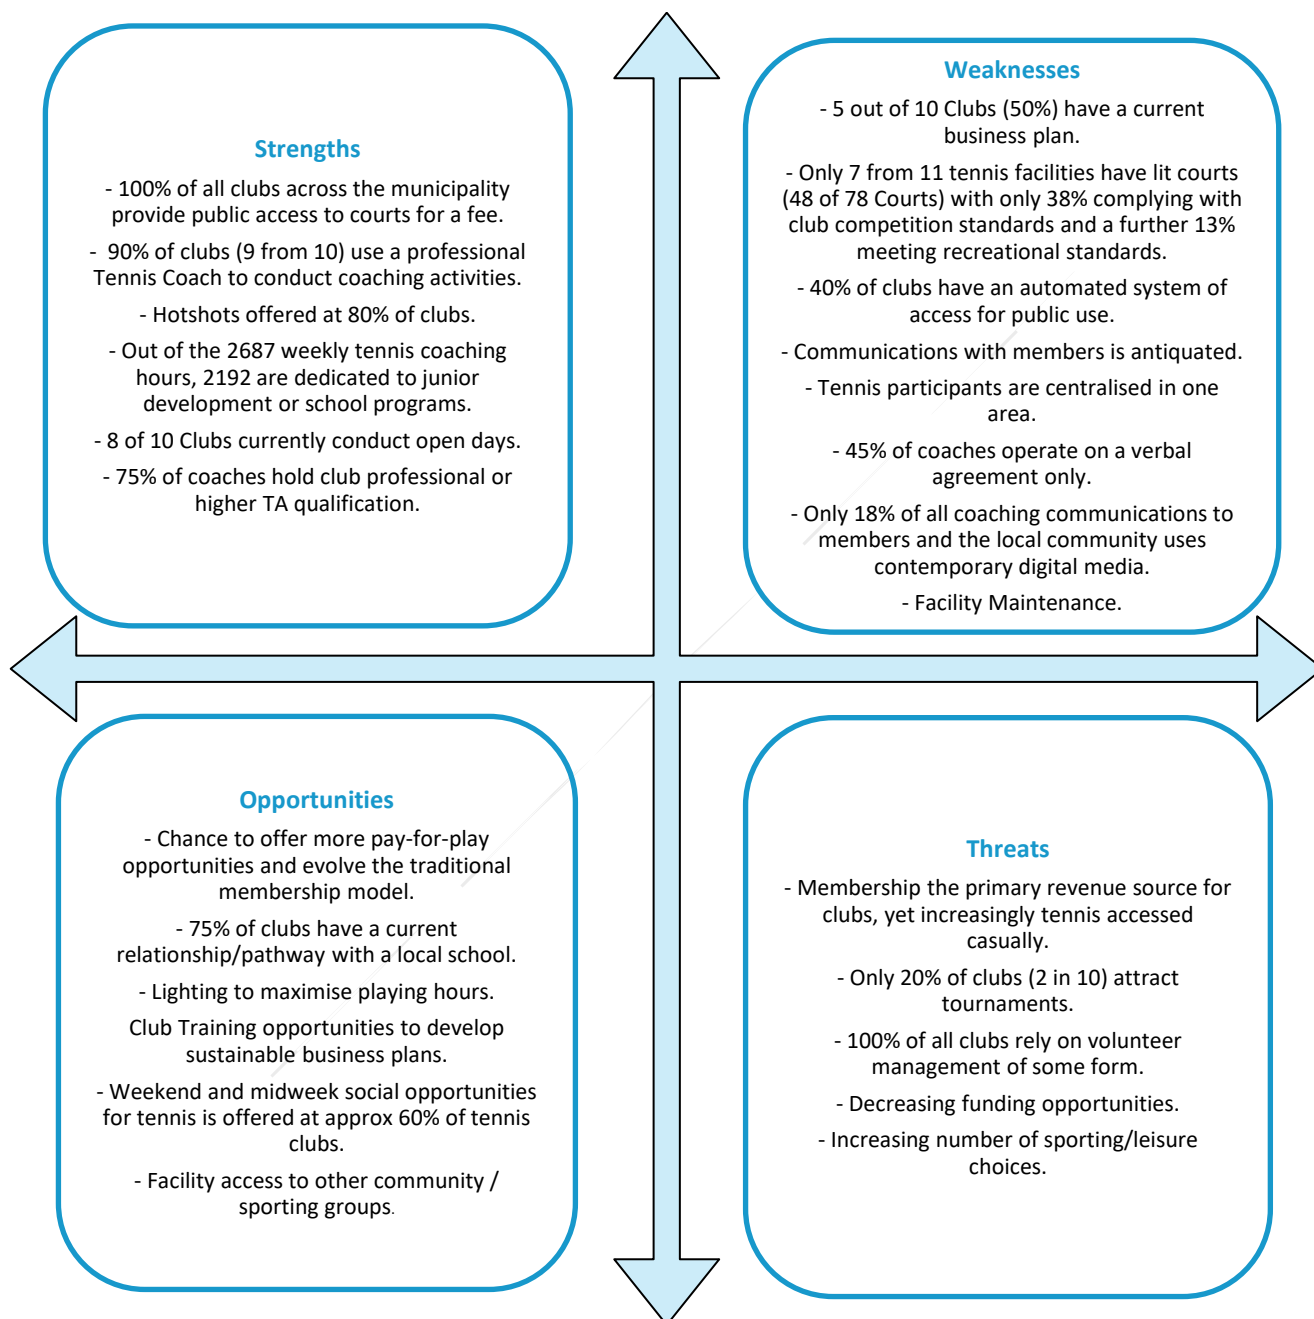 Strengths
- 100% of all clubs across the municipality
provide public access to courts for a fee.
- 90% of clubs (9 from 10) use a professional
Tennis Coach to conduct coaching activities.
- Hotshots offered at 80% of clubs.
- Out of the 2687 weekly tennis coaching
hours, 2192 are dedicated to junior
development or school programs.
- 8 of 10 Clubs currently conduct open days.
- 75% of coaches hold club professional or
higher TA qualification.
Weaknesses
- 5 out of 10 Clubs (50%) have a current
business plan.
- Only 7 from 11 tennis facilities have lit courts
(48 of 78 Courts) with only 38% complying with
club competition standards and a further 13%
meeting recreational standards.
- 40% of clubs have an automated system of
access for public use.
- Communications with members is antiquated.
- Tennis participants are centralised in one
area.
- 45% of coaches operate on a verbal
agreement only.
- Only 18% of all coaching communications to
members and the local community uses
contemporary digital media.
- Facility Maintenance.
Opportunities
- Chance to offer more pay-for-play
opportunities and evolve the traditional
membership model.
- 75% of clubs have a current
relationship/pathway with a local school.
- Lighting to maximise playing hours.
Club Training opportunities to develop
sustainable business plans.
- Weekend and midweek social opportunities
for tennis is offered at approx 60% of tennis
clubs.
- Facility access to other community /
sporting groups.
Threats
- Membership the primary revenue source for
clubs, yet increasingly tennis accessed
casually.
- Only 20% of clubs (2 in 10) attract
tournaments.
- 100% of all clubs rely on volunteer
management of some form.
- Decreasing funding opportunities.
- Increasing number of sporting/leisure
choices.